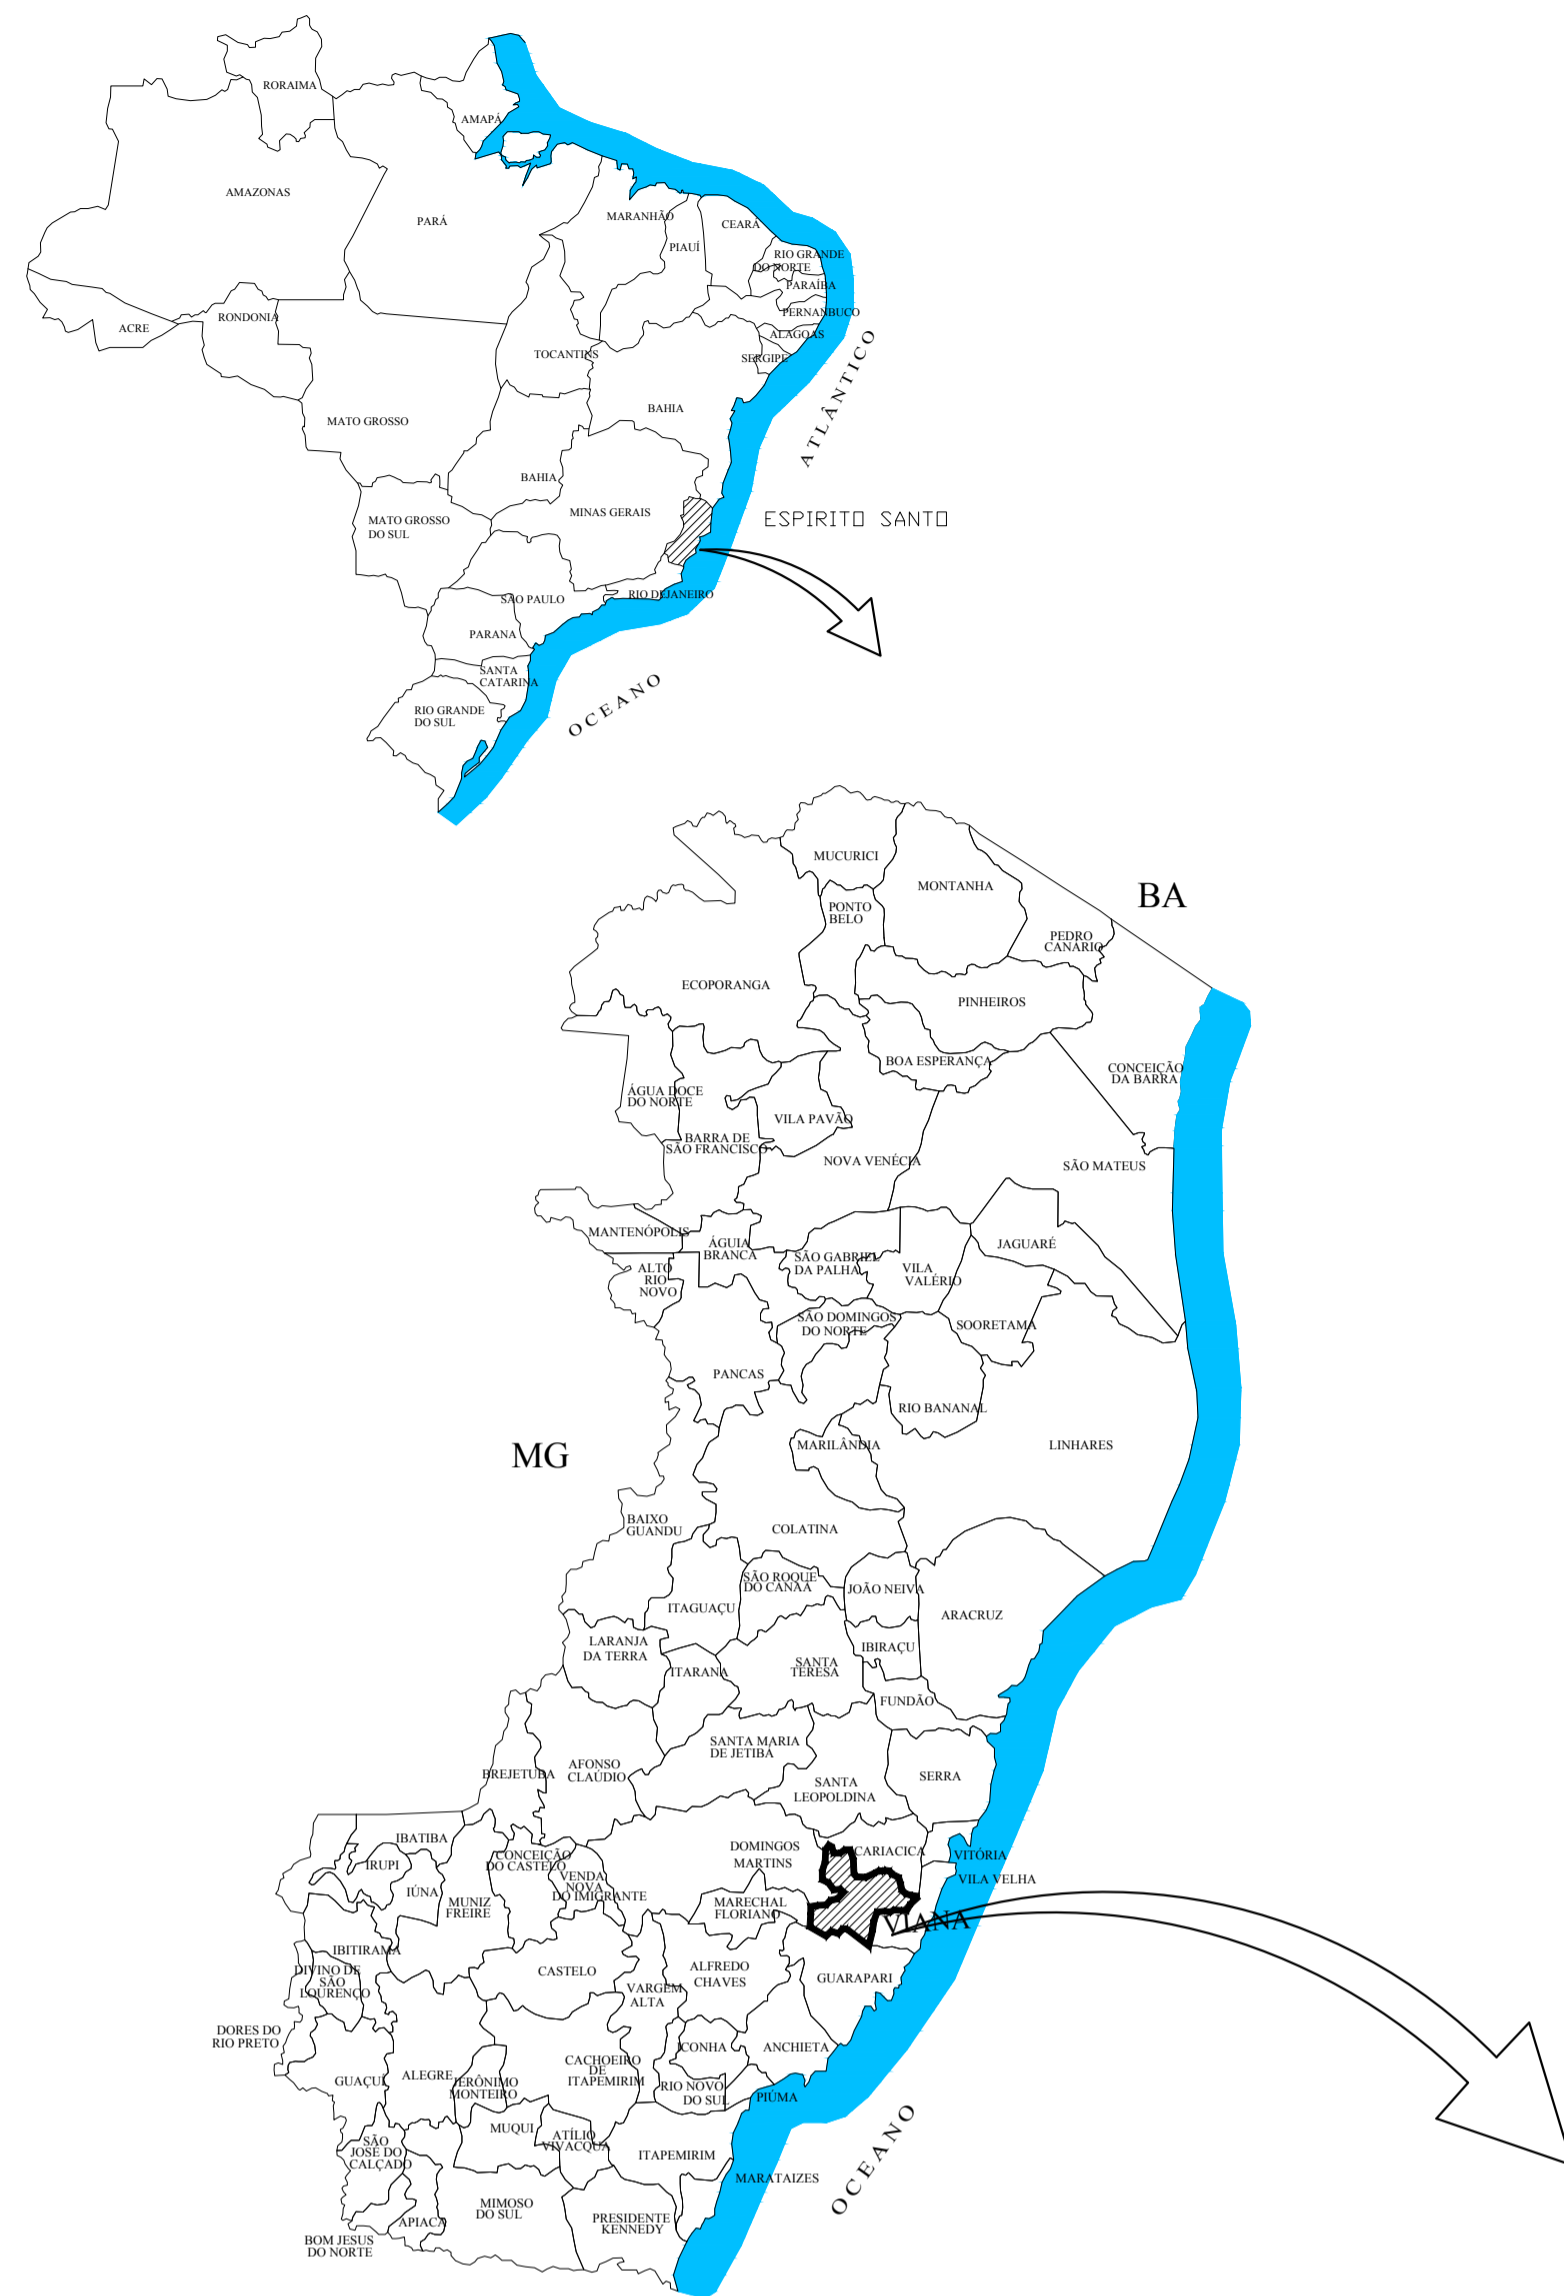 RORAIMA
AMAPÁ
AMAZONAS
PARÁ
MARANHÃO
CEARÁ
PIAUÍ
RIO GRANDE
DO NORTE
PARAÍBA
PERNANBUCO
ALAGOAS
SERGIPE
ACRE
RONDONIA
TOCANTINS
BAHIA
MATO GROSSO
BAHIA
MINAS GERAIS
MATO GROSSO
DO SUL
ESPIRITO SANTO
ATLÂNTICO
SÃO PAULO
RIO DEJANEIRO
PARANA
SANTA
CATARINA
RIO GRANDE
DO SUL
OCEANO
MUCURICI
MONTANHA
BA
PONTO
BELO
PEDRO
CANÁRIO
ECOPORANGA
PINHEIROS
BOA ESPERANÇA
CONCEIÇÃO
DA BARRA
ÁGUA DOCE
DO NORTE
VILA PAVÃO
BARRA DE
SÃO FRANCISCO
NOVA VENÉCIA
SÃO MATEUS
MANTENÓPOLIS
ÁGUIA
BRANCA
JAGUARÉ
SÃO GABRIEL
DA PALHA
VILA
VALÉRIO
ALTO
RIO
NOVO
SÃO DOMINGOS
DO NORTE
SOORETAMA
PANCAS
RIO BANANAL
MARILÂNDIA
LINHARES
MG
BAIXO
GUANDU
COLATINA
SÃO ROQUE
DO CANAÃ
JOÃO NEIVA
ITAGUAÇU
ARACRUZ
LARANJA
DA TERRA
IBIRAÇU
ITARANA
SANTA
TERESA
FUNDÃO
SANTA MARIA
DE JETIBÁ
AFONSO
CLAÚDIO
BREJETUBA
SERRA
SANTA
LEOPOLDINA
IBATIBA
DOMINGOS
MARTINS
CARIACICA
VITÓRIA
IRUPI
CONCEIÇÃO
DO CASTELO
VENDA
NOVA
DO IMIGRANTE
VILA VELHA
IÚNA
MUNIZ
FREIRE
MARECHAL
FLORIANO
VIANA
IBITIRAMA
DIVINO DE
SÃO
LOURENÇO
CASTELO
ALFREDO
CHAVES
GUARAPARI
VARGEM
ALTA
DORES DO
RIO PRETO
ICONHA
ANCHIETA
GUAÇUÍ
ALEGRE
JERÔNIMO
MONTEIRO
CACHOEIRO
DE
ITAPEMIRIM
RIO NOVO
DO SUL
PIÚMA
MUQUI
ATÍLIO
VIVACQUA
SÃO
JOSÉ DO
CALÇADO
ITAPEMIRIM
MARATAIZES
OCEANO
MIMOSO
DO SUL
APIACÁ
PRESIDENTE
KENNEDY
BOM JESUS
DO NORTE